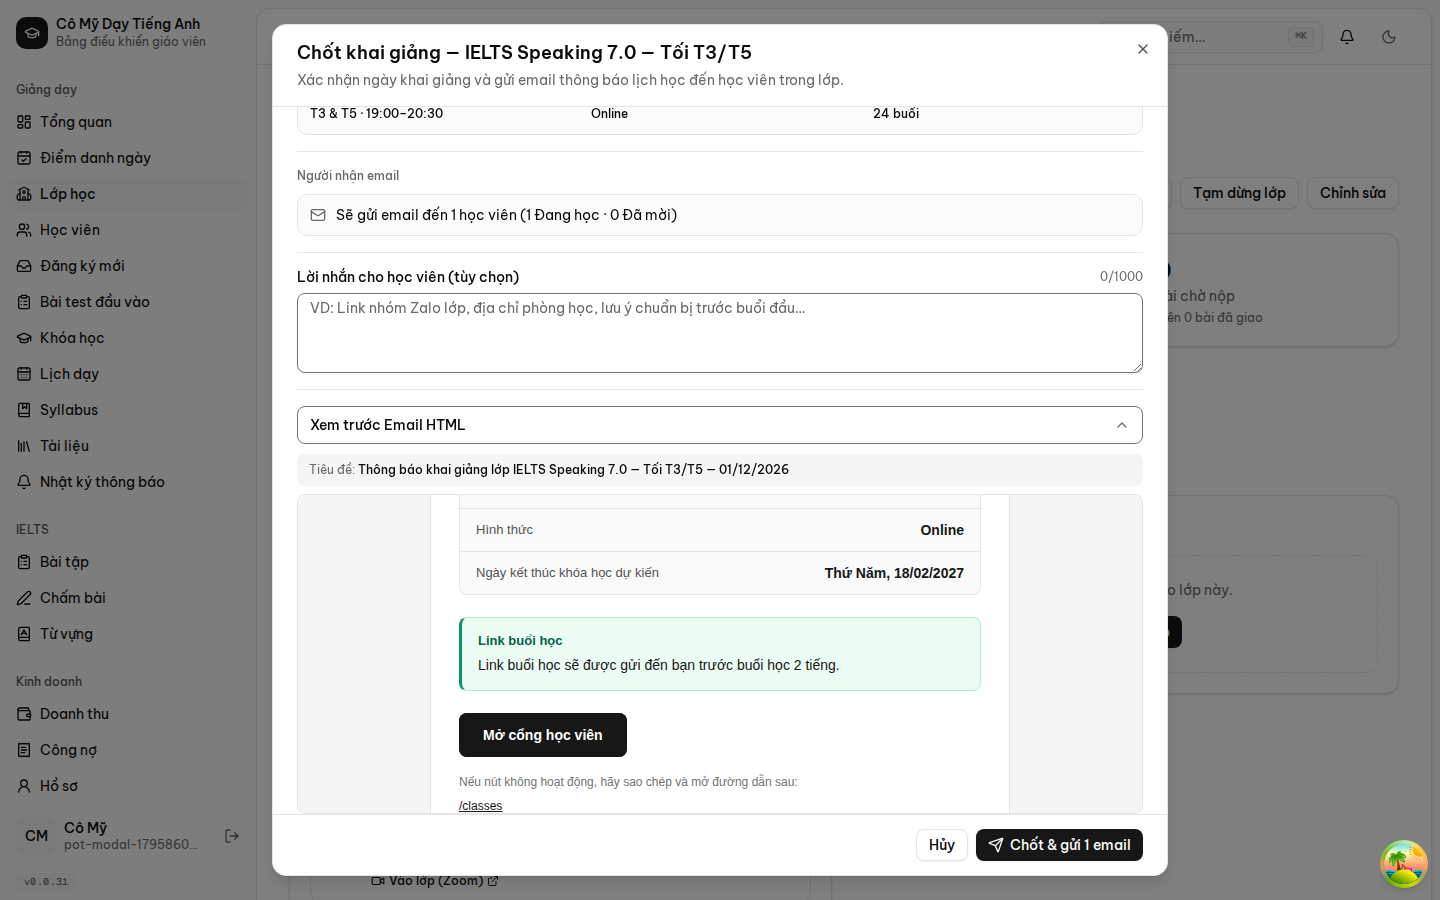 Cô Mỹ Dạy Tiếng Anh
Bảng điều khiển giáo viên
Giảng dạy
Tổng quan
Điểm danh ngày
Lớp học
Học viên
Đăng ký mới
Bài test đầu vào
Khóa học
Lịch dạy
Syllabus
Tài liệu
Nhật ký thông báo
IELTS
Bài tập
Chấm bài
Từ vựng
Kinh doanh
Doanh thu
Công nợ
Hồ sơ
CM
Cô Mỹ
pot-modal-1795860...
v0.0.31
iếm...
⌘K
Tạm dừng lớp
Chỉnh sửa
ài chờ nộp
ên 0 bài đã giao
o lớp này.
Vào lớp (Zoom)
Chốt khai giảng — IELTS Speaking 7.0 — Tối T3/T5
Xác nhận ngày khai giảng và gửi email thông báo lịch học đến học viên trong lớp.
T3 & T5 · 19:00–20:30
Online
24 buổi
Người nhận email
Sẽ gửi email đến 1 học viên (1 Đang học · 0 Đã mời)
Lời nhắn cho học viên (tùy chọn)
0/1000
VD: Link nhóm Zalo lớp, địa chỉ phòng học, lưu ý chuẩn bị trước buổi đầu...
Xem trước Email HTML
Tiêu đề: Thông báo khai giảng lớp IELTS Speaking 7.0 — Tối T3/T5 — 01/12/2026
Hình thức
Online
Ngày kết thúc khóa học dự kiến
Thứ Năm, 18/02/2027
Link buổi học
Link buổi học sẽ được gửi đến bạn trước buổi học 2 tiếng.
Mở cổng học viên
Nếu nút không hoạt động, hãy sao chép và mở đường dẫn sau:
/classes
Hủy
Chốt & gửi 1 email